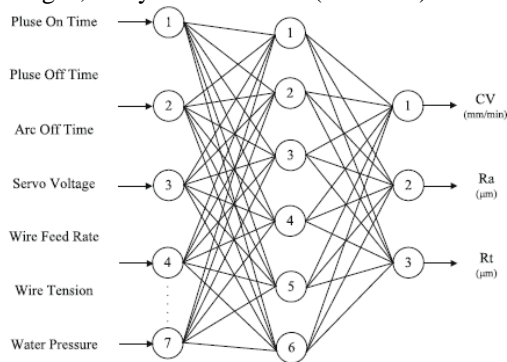 Pluse On Time
Pluse Off Time
Arc Off Time
Servo Voltage
Wire Feed Rate
Wire Tension
Water Pressure
1
2
3
4
7
1
2
3
4
5
6
1
2
3
CV
(mm/min)
Ra
(μm)
Rt
(μm)